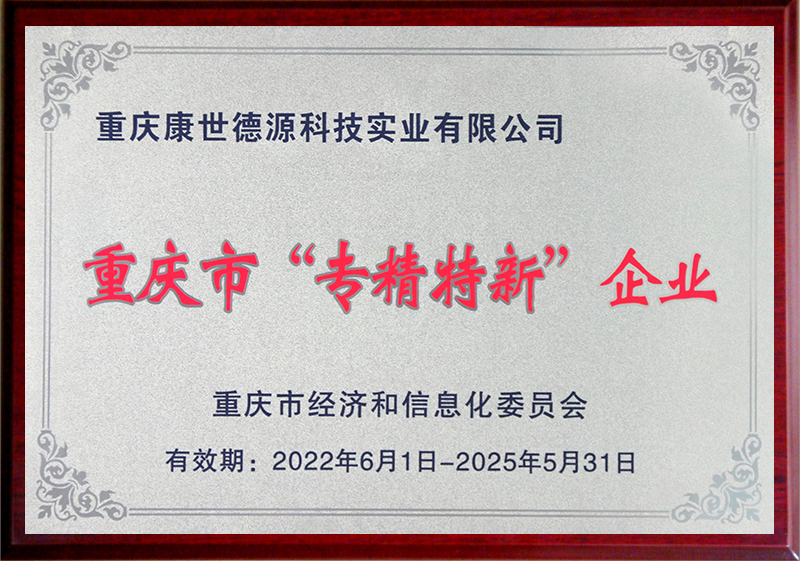 重庆康世德源科技实业有限公司
重庆市“专精特新”企业
重庆市经济和信息化委员会
有效期：2022年6月1日-2025年5月31日